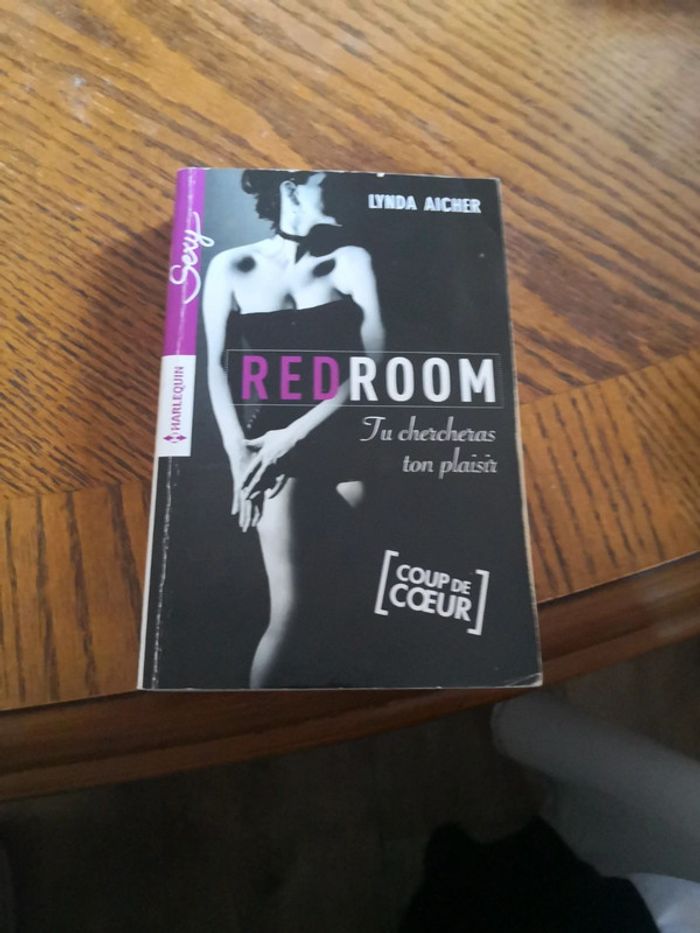 LYNDA AICHER
Sexy
HARLEQUIN
REDROOM
Tu chercheras
ton plaisir
[COUP DE
CŒUR]